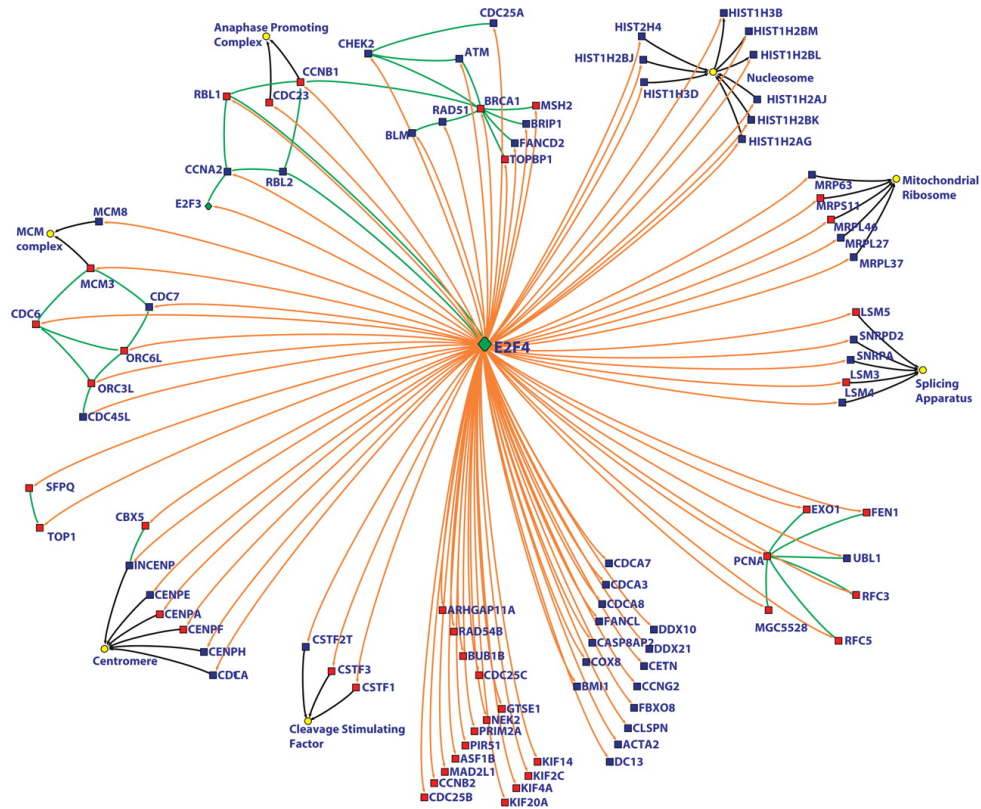 CDC25A
HIST1H3B
Anaphase Promoting
Complex
CHEK2
ATM
HIST2H4
HIST1H2BM
HIST1H2BJ
HIST1H2BL
Nucleosome
CCNB1
RBL1
CDC23
HIST1H3D
HIST1H2AJ
BRCA1
MSH2
RAD51
BRIP1
HIST1H2BK
BLM
FANCD2
HIST1H2AG
TOPBP1
CCNA2
RBL2
MRP63
Mitochondrial
Ribosome
E2F3
MRPS11
MCM8
MCM
complex
MRPL46
MRPL27
MRPL37
MCM3
CDC7
CDC6
LSM5
SNRPD2
E2F4
ORC6L
SNRPA
ORC3L
LSM3
Splicing
Apparatus
LSM4
CDC45L
SFPQ
EXO1
FEN1
CBX5
TOP1
PCNA
UBL1
INCENP
CDCA7
CDCA3
CENPE
RFC3
CENPA
ARHGAP11A
CDCA8
MGC5528
CENPF
RAD54B
FANCL
DDX10
RFC5
CSTF2T
CASP8AP2
DDX21
CENPH
BUB1B
COX8
CETN
Centromere
CSTF3
CDC25C
CSTF1
BMI1
CCNG2
GTSE1
FBXO8
NEK2
Cleavage Stimulating
Factor
PRIM2A
CLSPN
PIR51
ACTA2
ASF1B
KIF14
DC13
MAD2L1
KIF2C
CCNB2
KIF4A
CDC25B
KIF20A